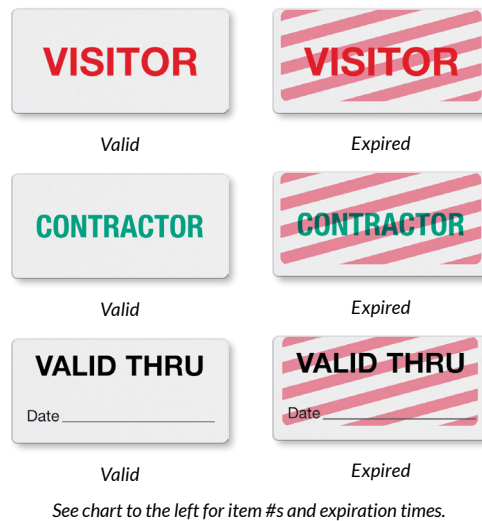 VISITOR
VISITOR
Valid
Expired
CONTRACTOR
CONTRACTOR
Valid
Expired
VALID THRU
VALID THRU
Date
Date
Valid
Expired
See chart to the left for item #s and expiration times.